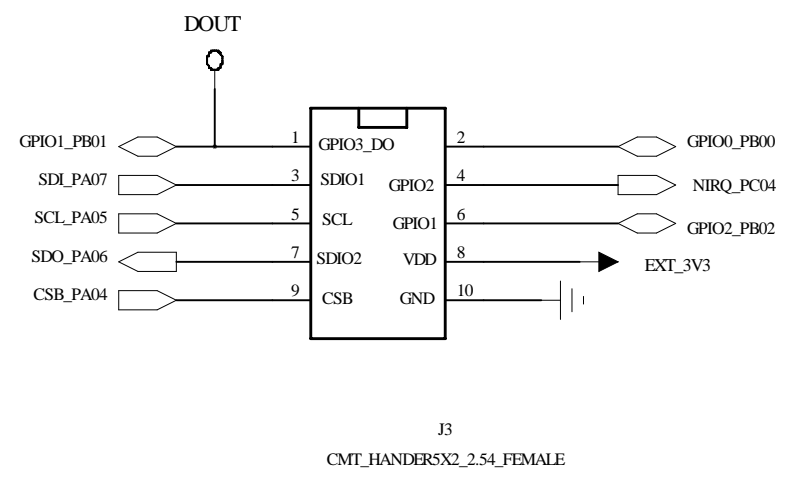 DOUT
GPIO1_PB01 1 GPIO3_DO 2 GPIO0_PB00
SDI_PA07 3 SDIO1 GPIO2 4 NIRQ_PC04
SCL_PA05 5 SCL GPIO1 6 GPIO2_PB02
SDO_PA06 7 SDIO2 VDD 8 EXT_3V3
CSB_PA04 9 CSB GND 10
J3
CMT_HANDER5X2_2.54_FEMALE